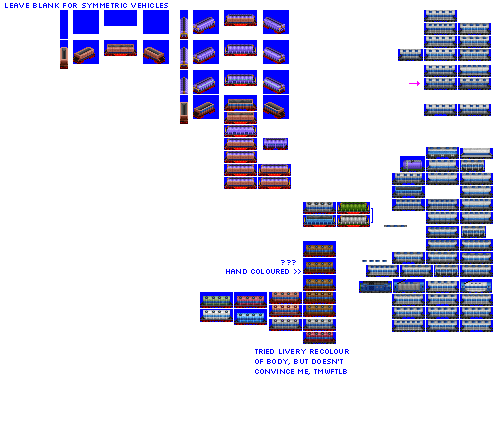 LEAVE BLANK FOR SYMMETRIC VEHICLES
???
HAND COLOURED >>
TRIED LIVERY RECOLOUR
OF BODY, BUT DOESN'T
CONVINCE ME, TMWFTLB